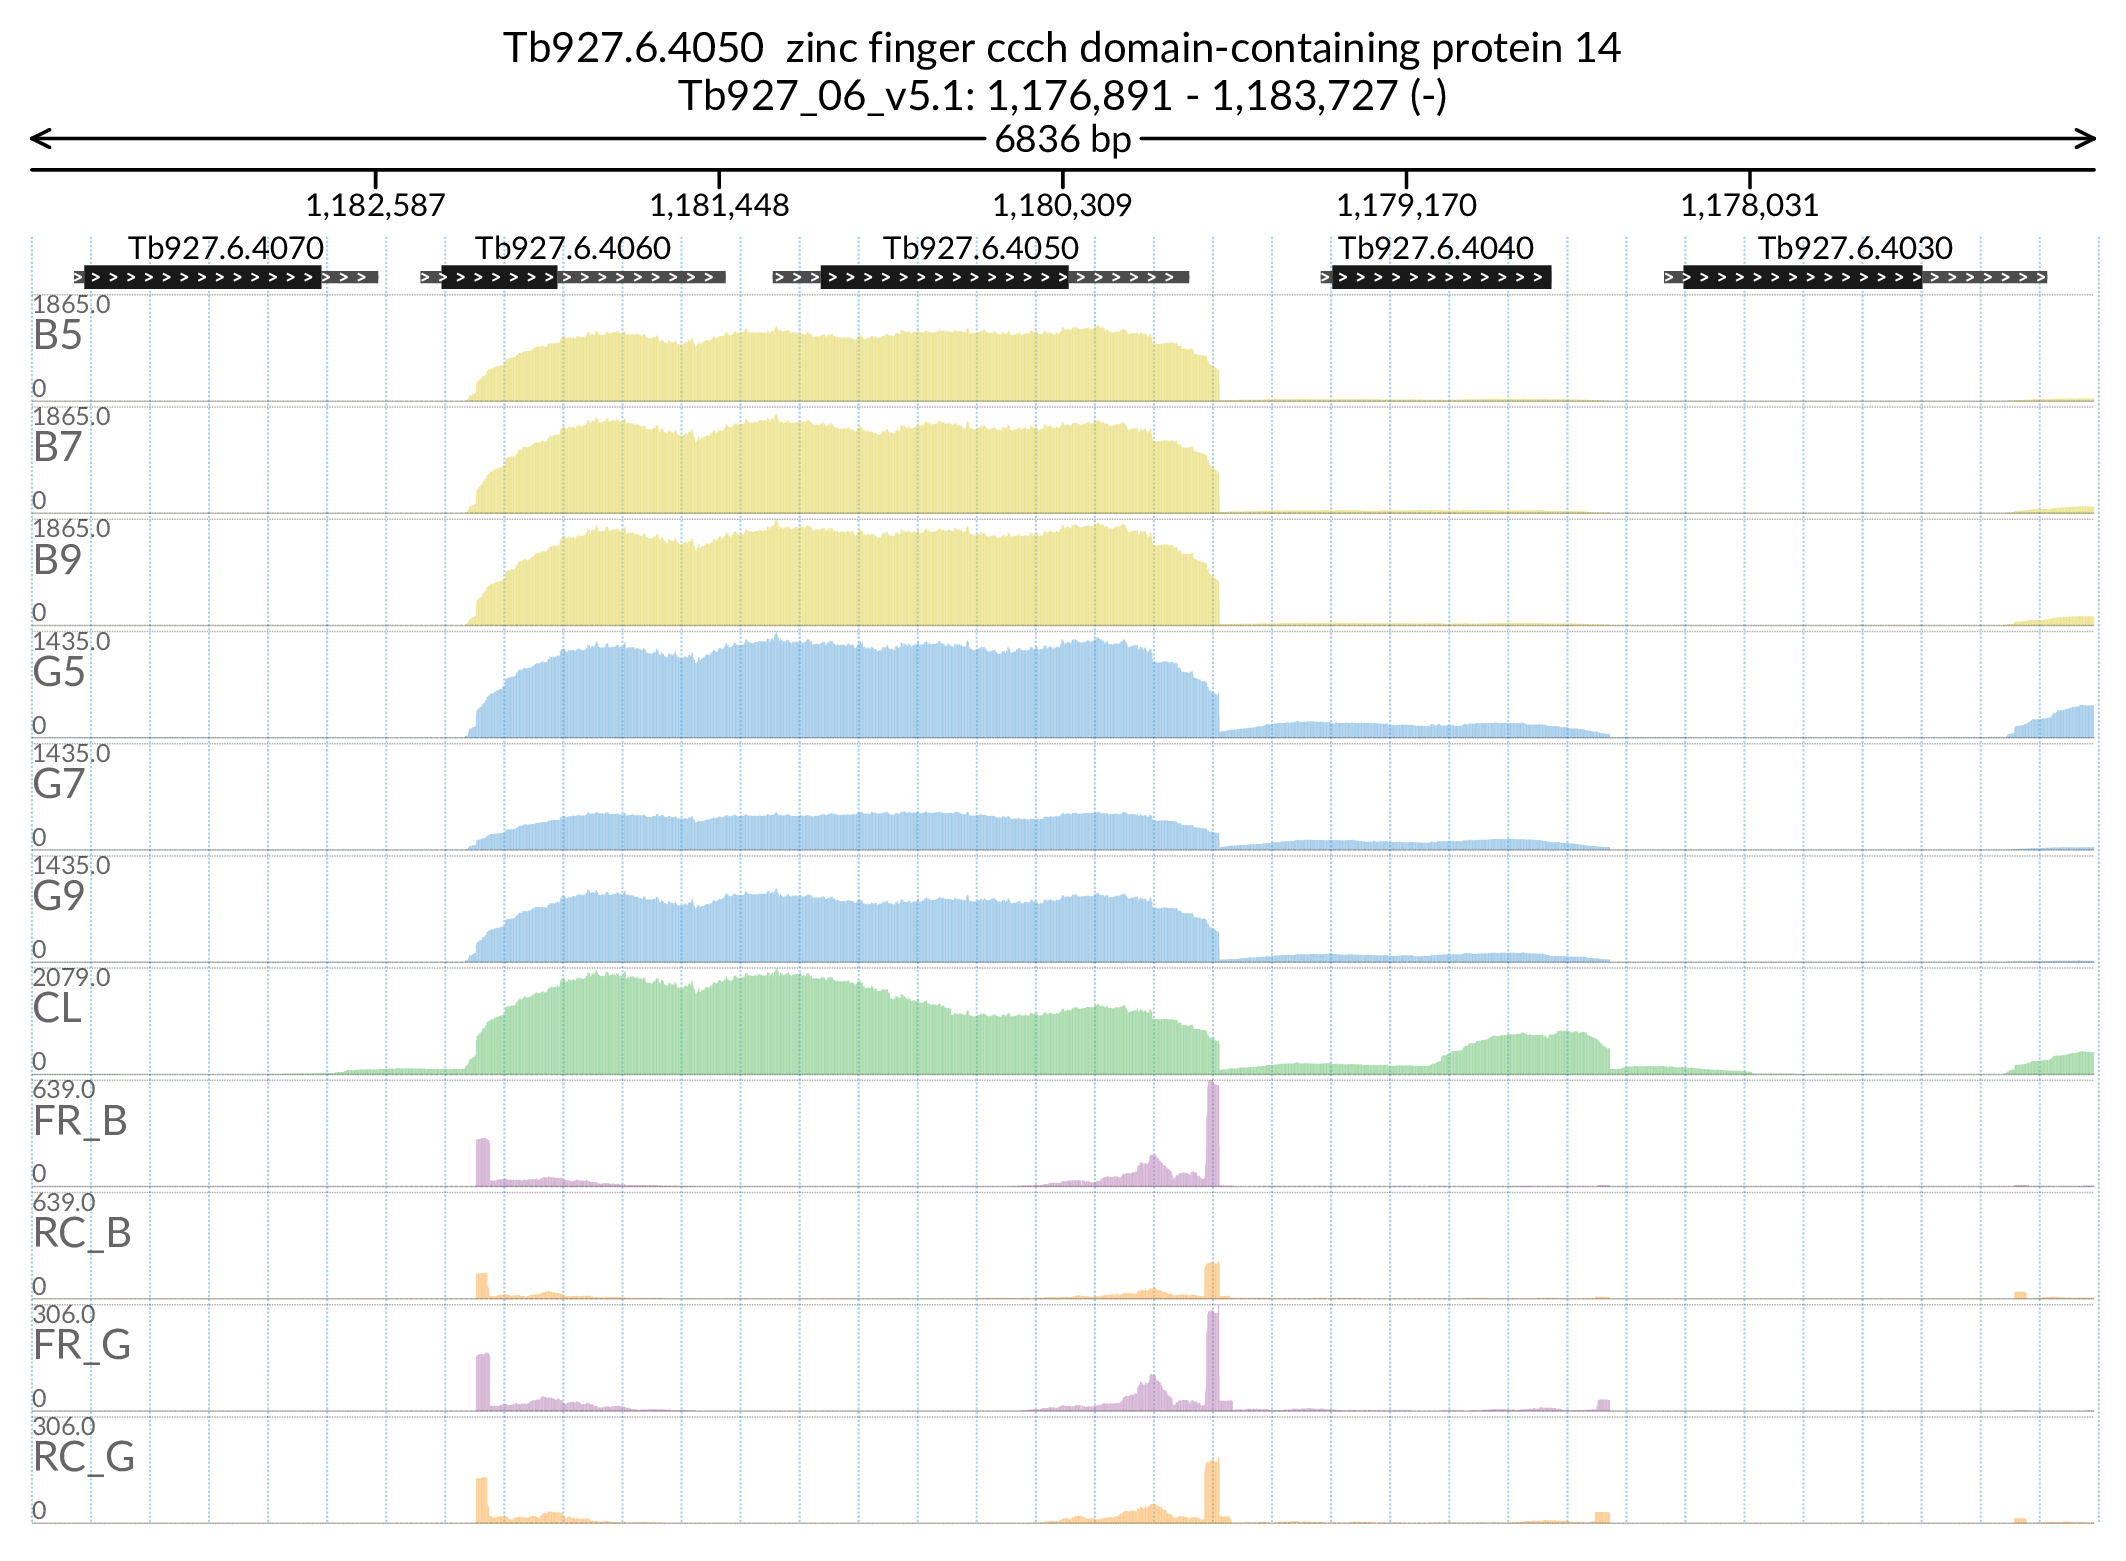 Tb927.6.4050  zinc finger ccch domain-containing protein 14
Tb927_06_v5.1: 1,176,891 - 1,183,727 (-)
6836 bp
1,182,587 1,181,448 1,180,309 1,179,170 1,178,031
Tb927.6.4070 Tb927.6.4060 Tb927.6.4050 Tb927.6.4040 Tb927.6.4030
1865.0
B5
0
1865.0
B7
0
1865.0
B9
0
1435.0
G5
0
1435.0
G7
0
1435.0
G9
0
2079.0
CL
0
639.0
FR_B
0
639.0
RC_B
0
306.0
FR_G
0
306.0
RC_G
0